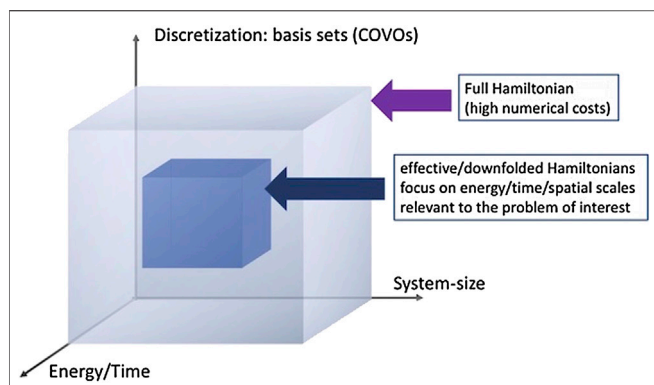 Discretization: basis sets (COVOs)
Full Hamiltonian
(high numerical costs)
effective/downfolded Hamiltonians
focus on energy/time/spatial scales
relevant to the problem of interest
System-size
Energy/Time